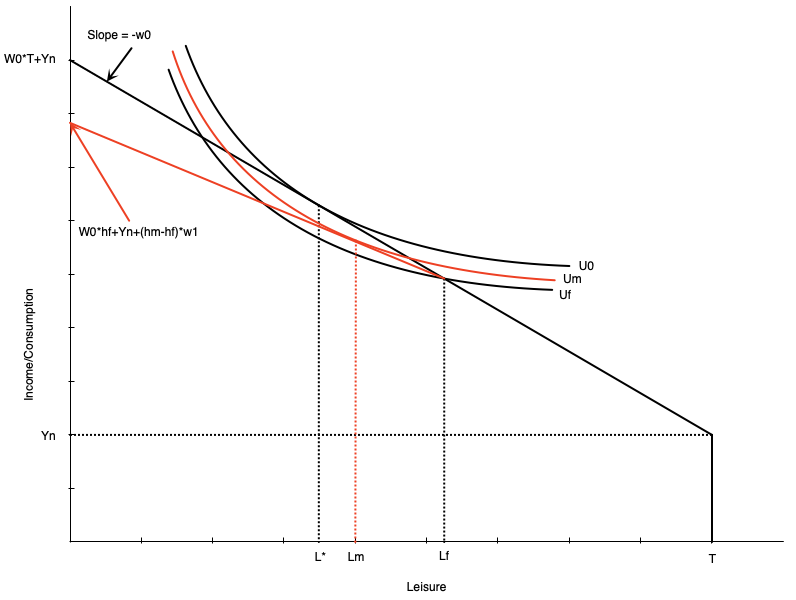 Slope = -w0
W0*T+Yn
W0*hf+Yn+(hm-hf)*w1
U0
Um
Uf
Income/Consumption
Yn
L*
Lm
Lf
T
Leisure